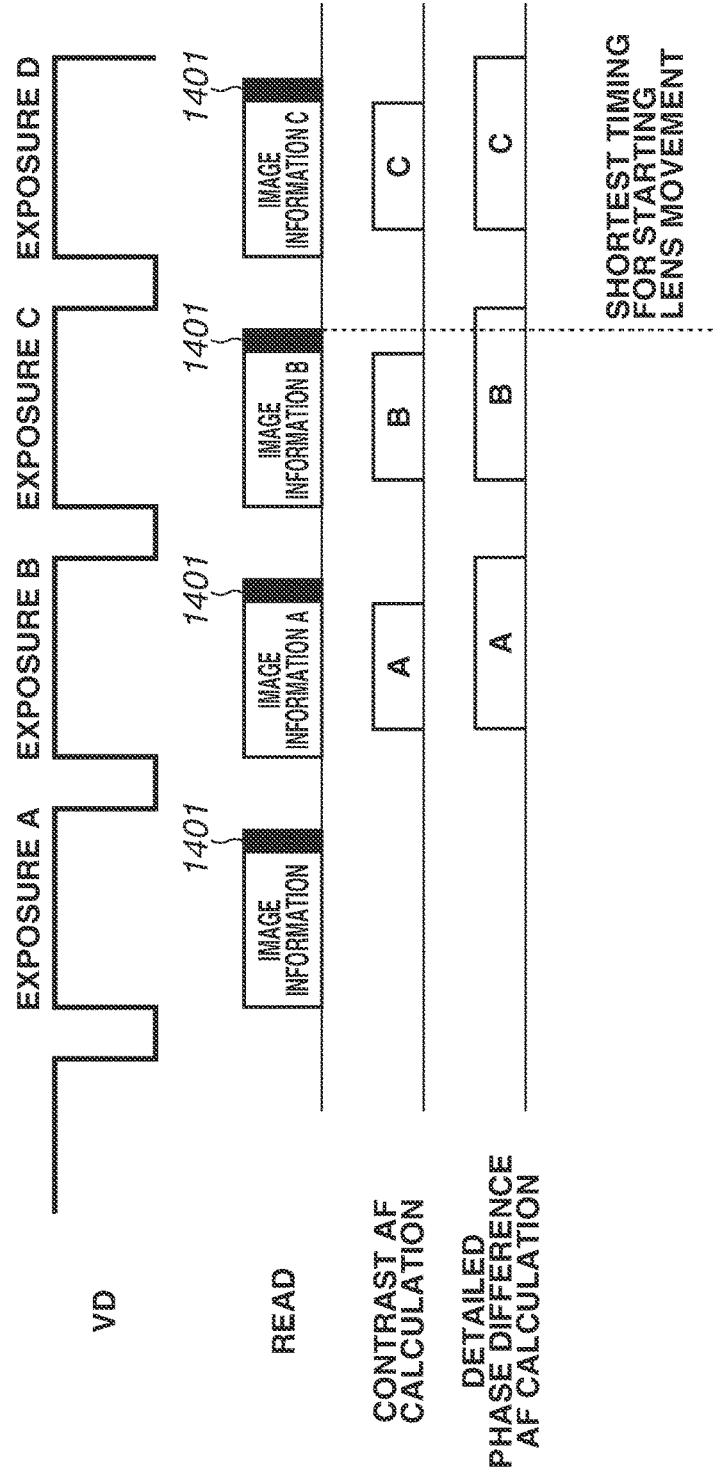 EXPOSURE A
EXPOSURE B
EXPOSURE C
EXPOSURE D
VD
1401
1401
1401
1401
READ
IMAGE
INFORMATION
IMAGE
INFORMATION A
IMAGE
INFORMATION B
IMAGE
INFORMATION C
CONTRAST AF
CALCULATION
A
B
C
DETAILED
PHASE DIFFERENCE
AF CALCULATION
A
B
C
SHORTEST TIMING
FOR STARTING
LENS MOVEMENT